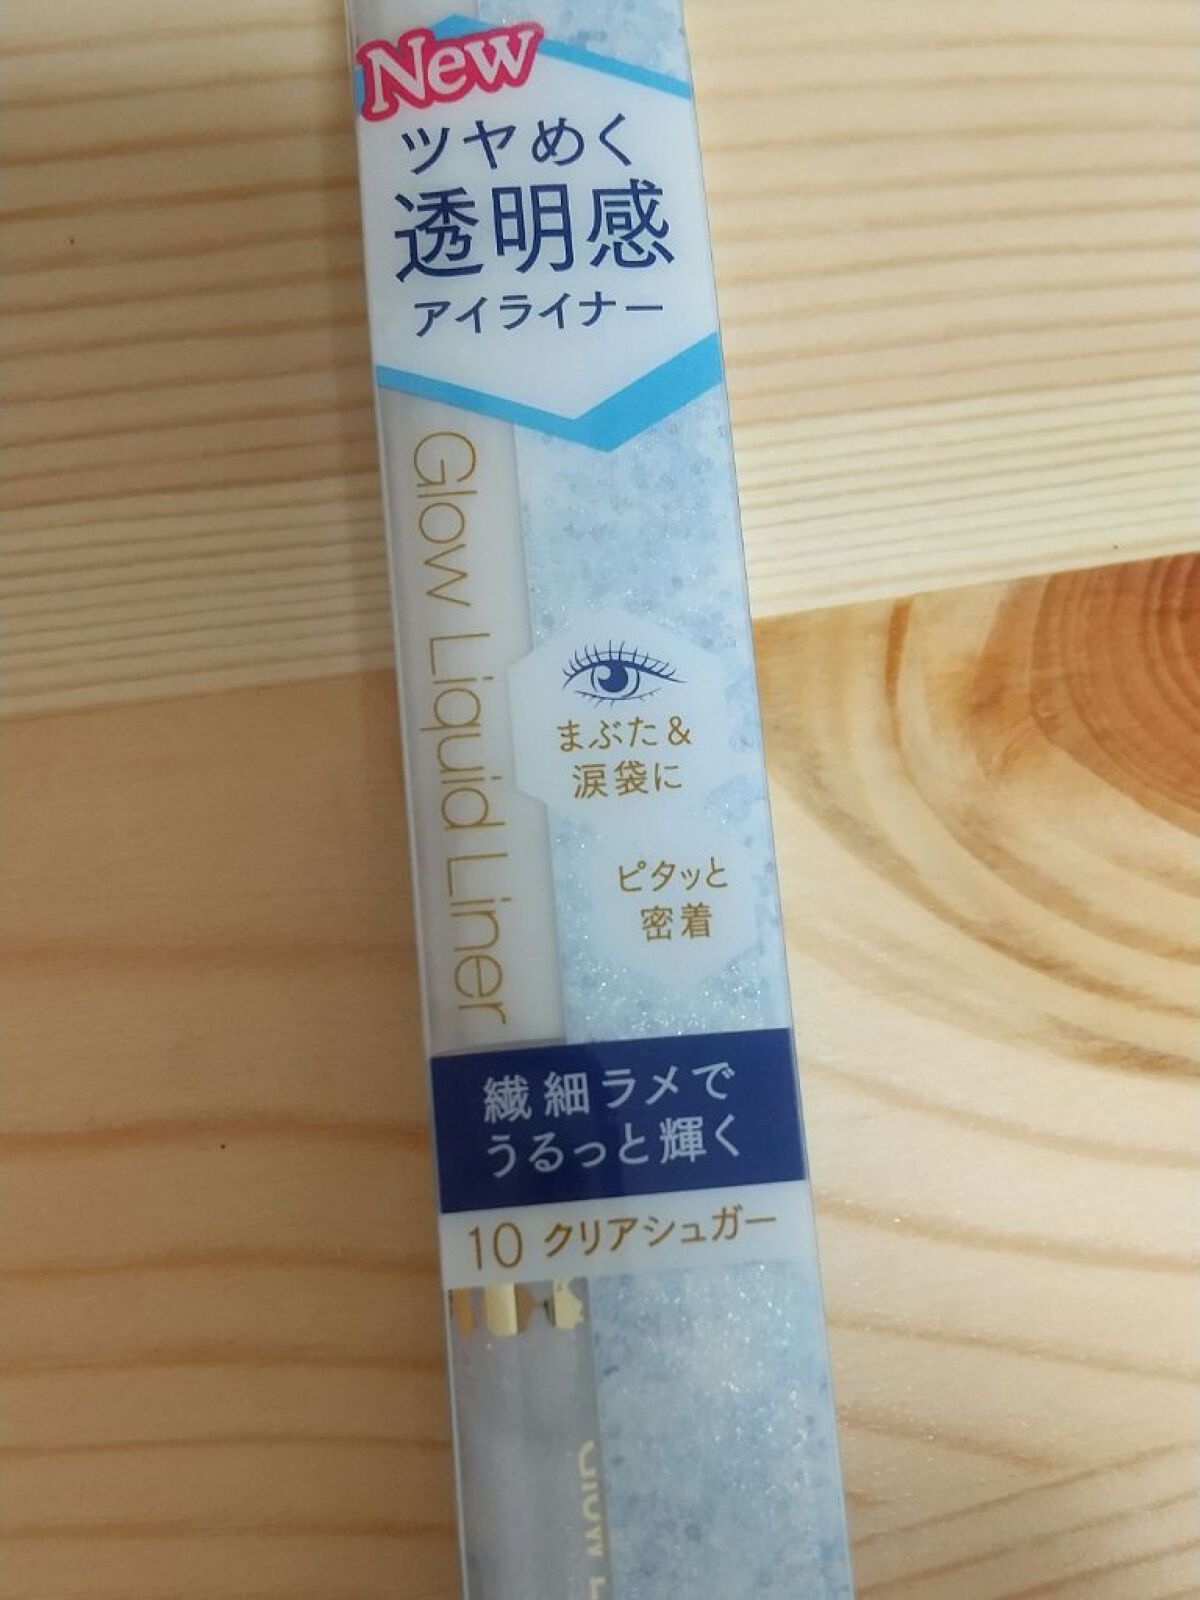 New
ツヤめく
透明感
アイライナー
Glow Liquid Liner
まぶた&
涙袋に
ピタッと
密着
繊細ラメで
うるっと輝く
10 クリアシュガー
Glow